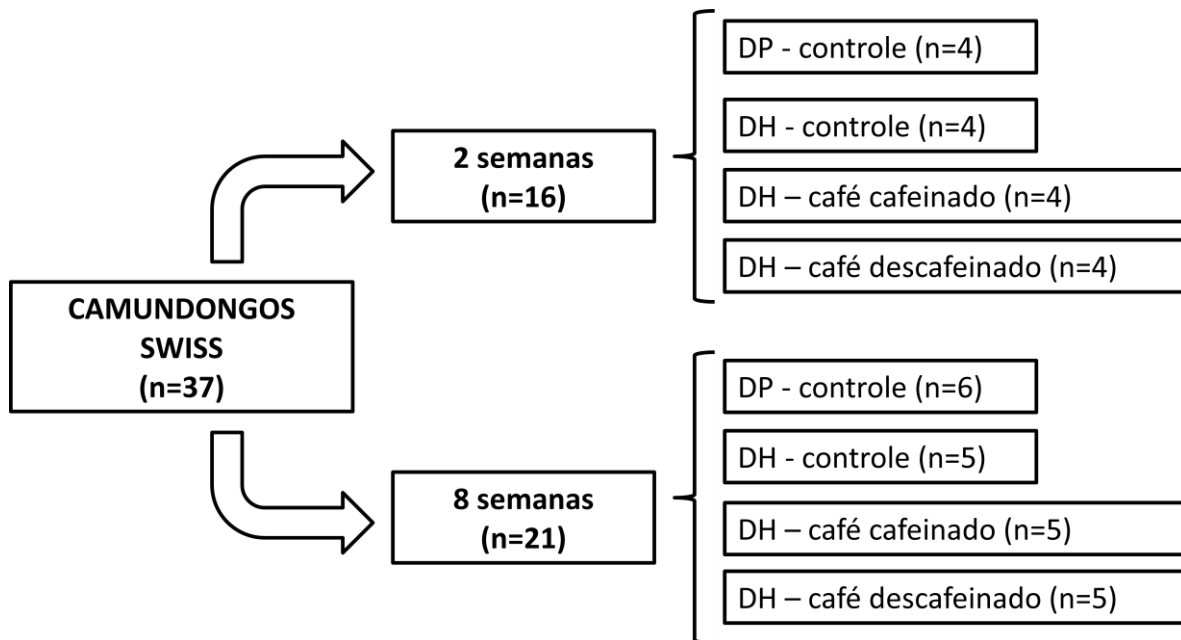 CAMUNDONGOS
SWISS
(n=37)
2 semanas
(n=16)
DP - controle (n=4)
DH - controle (n=4)
DH – café cafeinado (n=4)
DH – café descafeinado (n=4)
8 semanas
(n=21)
DP - controle (n=6)
DH - controle (n=5)
DH – café cafeinado (n=5)
DH – café descafeinado (n=5)